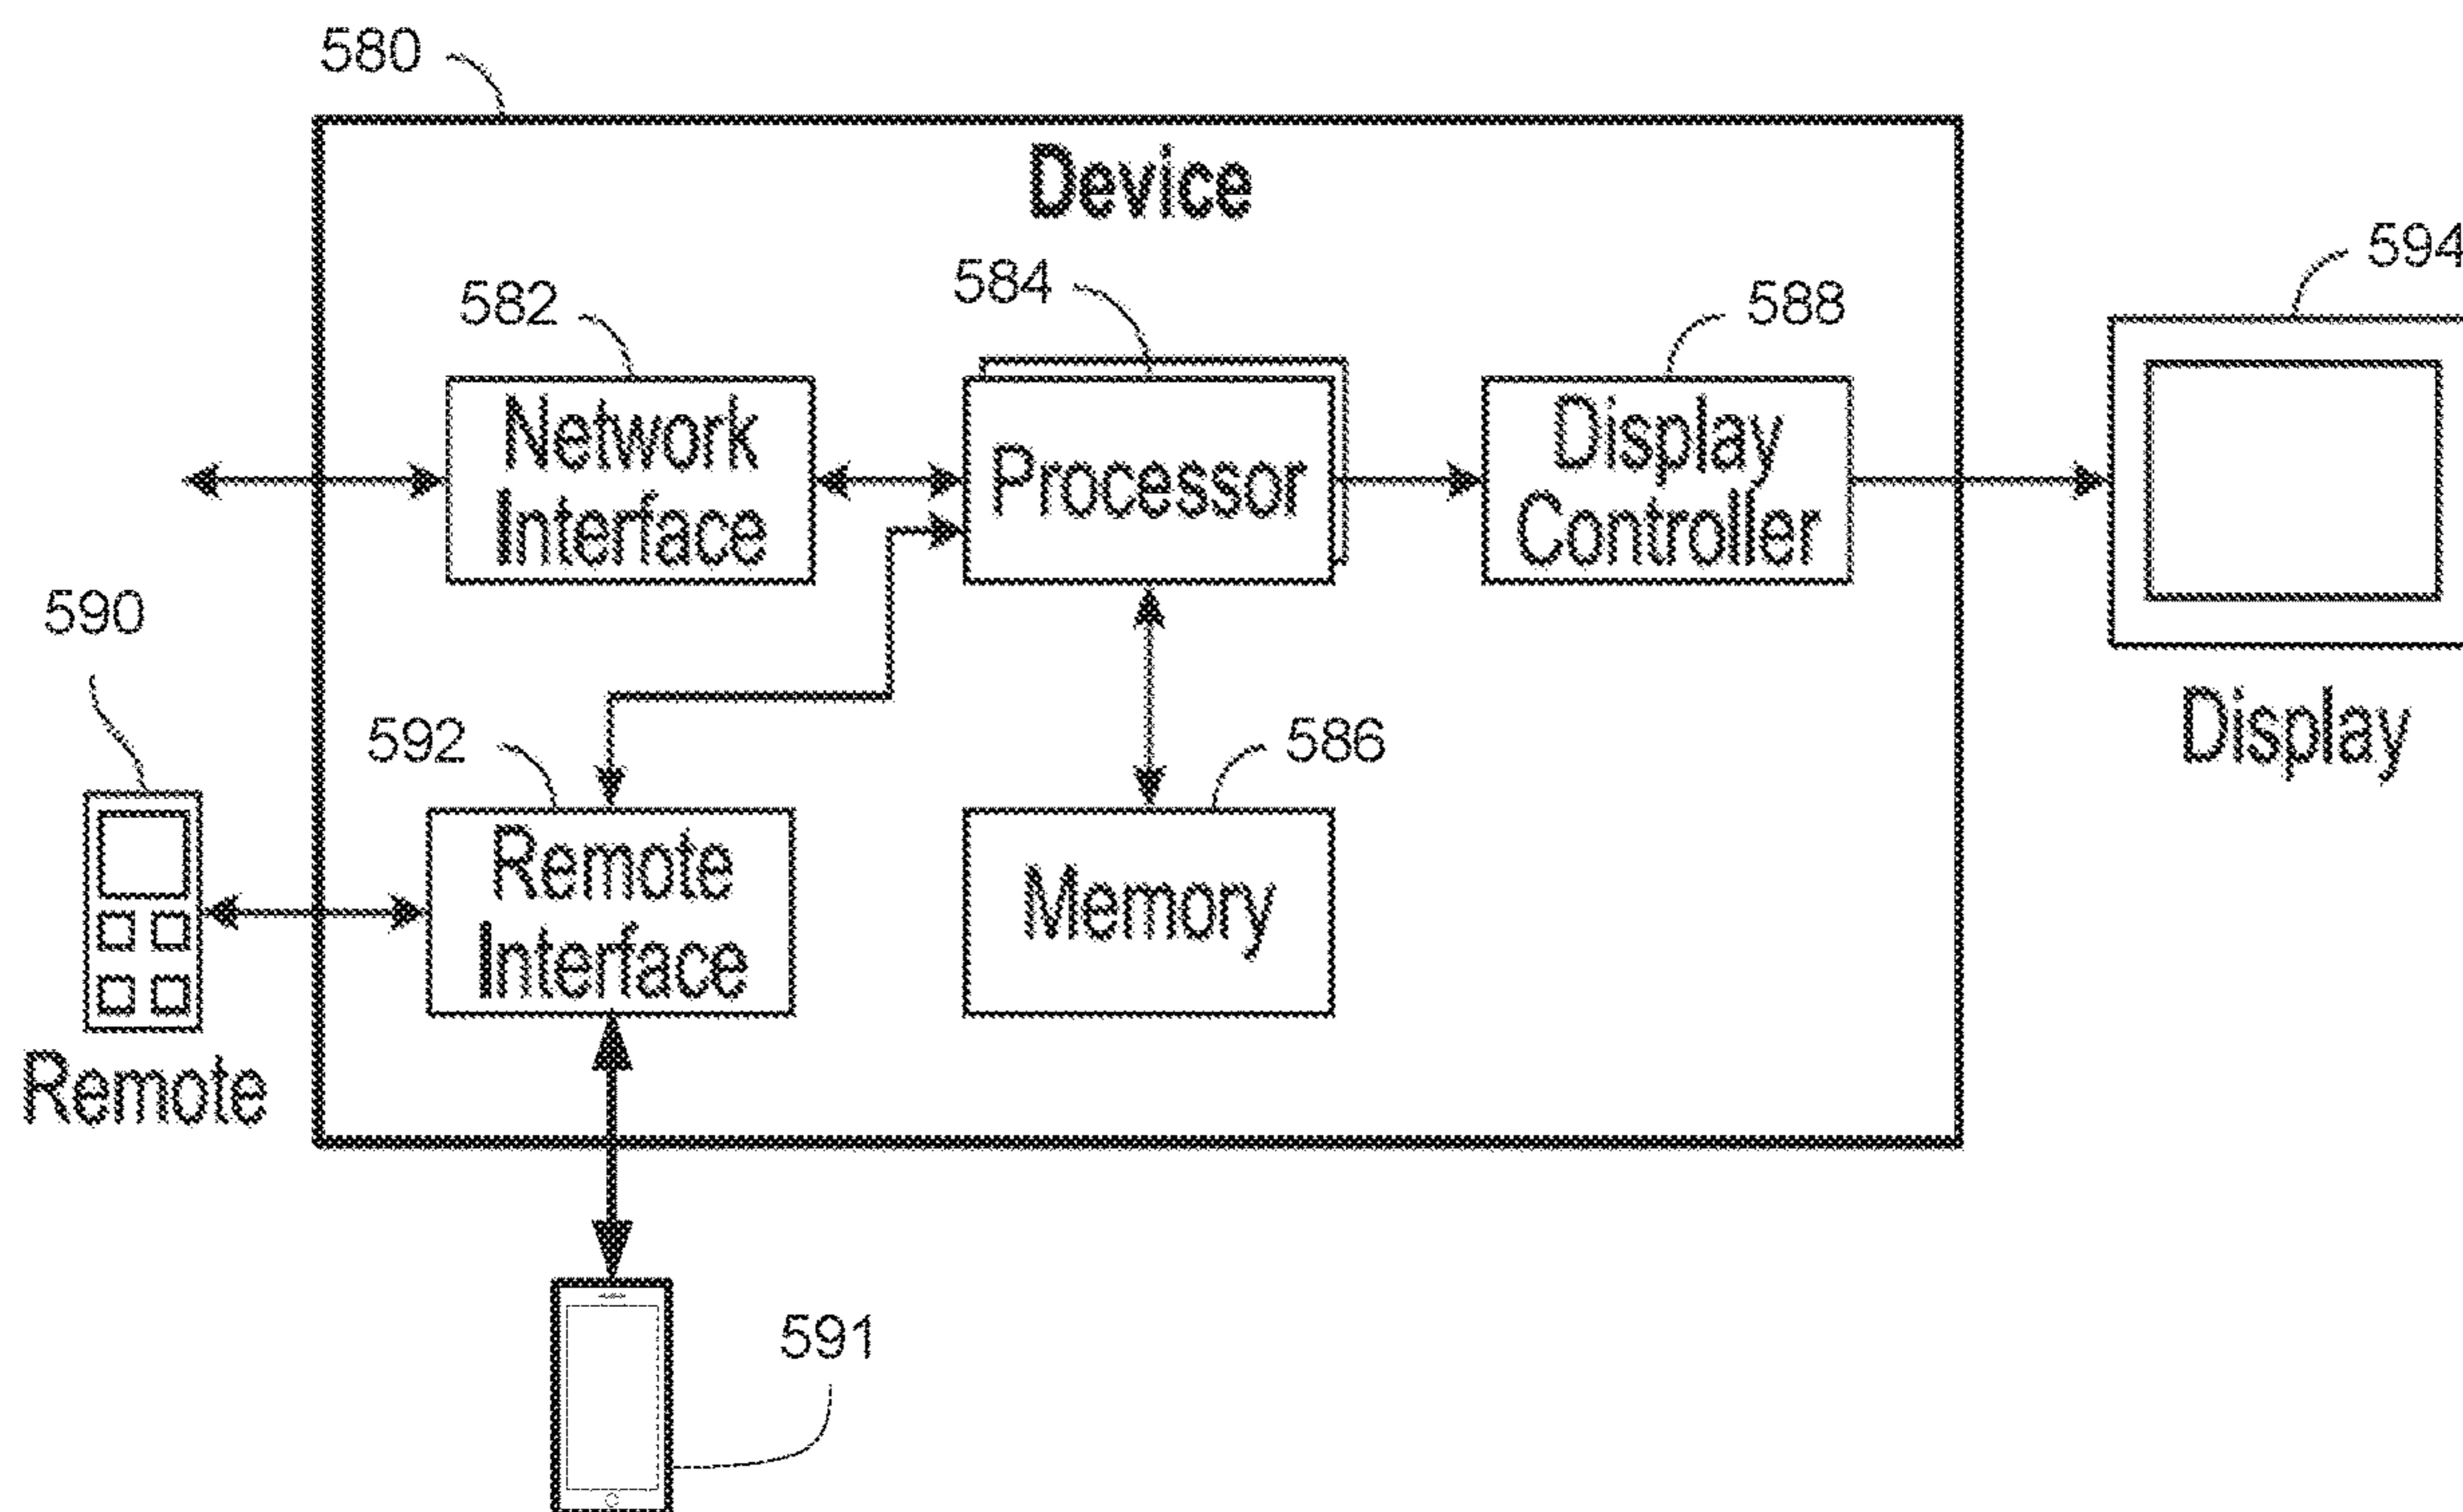 580
Device
594
584
582
588
Network
Interface
Processor
Display
Controller
590
Display
592
586
Remote
Interface
Memory
Remote
591